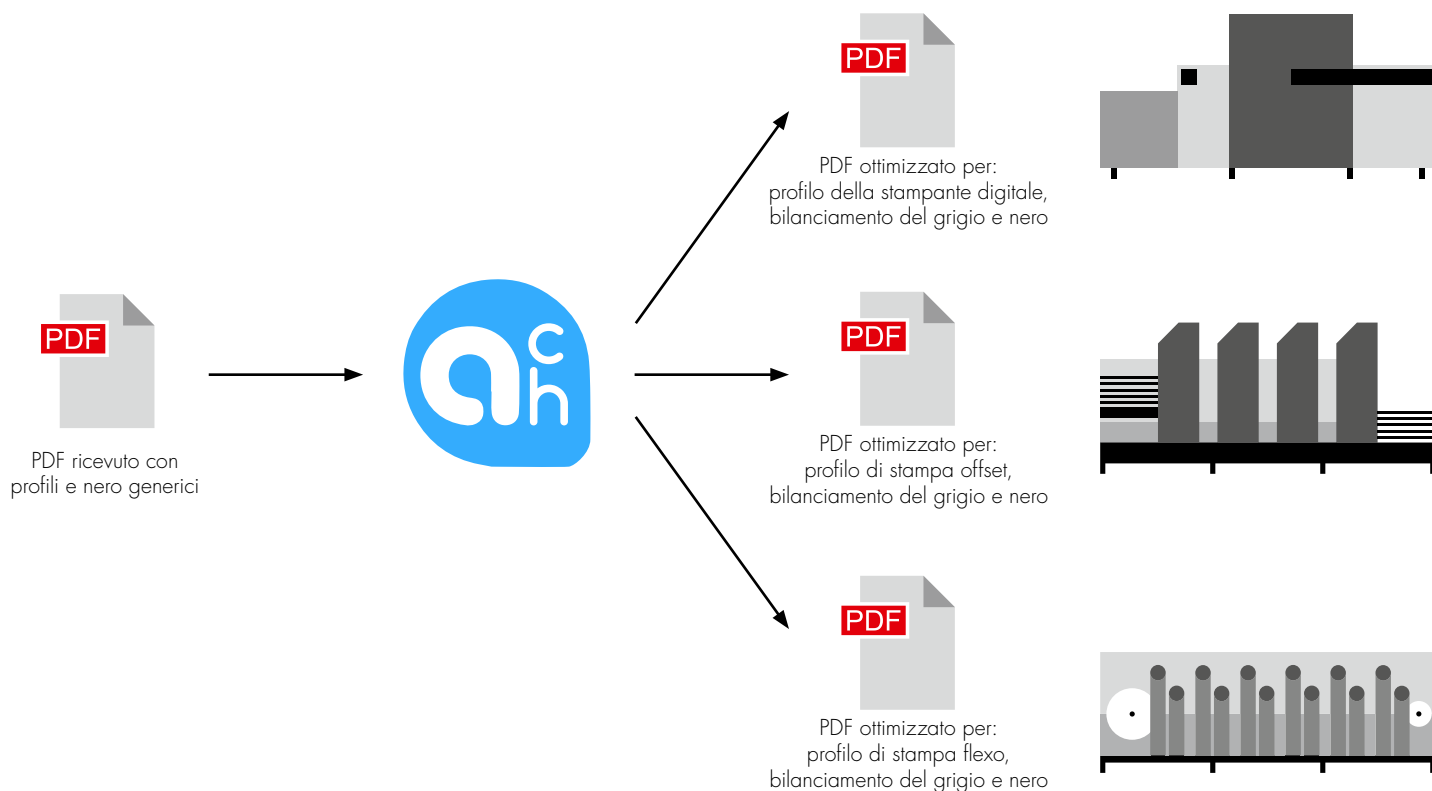 PDF
PDF ricevuto con
profili e nero generici
a c h
PDF
PDF ottimizzato per:
profilo della stampante digitale,
bilanciamento del grigio e nero
PDF
PDF ottimizzato per:
profilo di stampa offset,
bilanciamento del grigio e nero
PDF
PDF ottimizzato per:
profilo di stampa flexo,
bilanciamento del grigio e nero